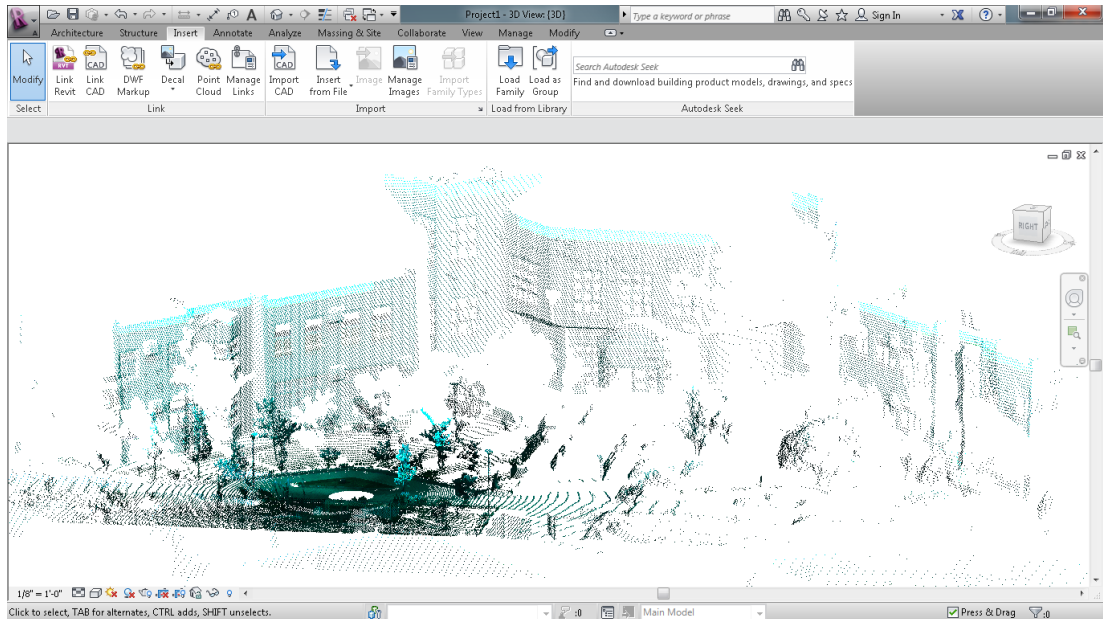 Project1 - 3D View: {3D}
Type a keyword or phrase
Sign In
Architecture Structure Insert Annotate Analyze Massing & Site Collaborate View Manage Modify
Modify
Link Revit
Link CAD
DWF Markup
Decal
Point Cloud
Manage Links
Import CAD
Insert from File
Image
Manage Images
Import Family Types
Load Family
Load as Group
Search Autodesk Seek
Find and download building product models, drawings, and specs
Select Link Import Load from Library Autodesk Seek
RIGHT
1/8" = 1'-0"
Click to select, TAB for alternates, CTRL adds, SHIFT unselects.
:0
Main Model
Press & Drag
:0